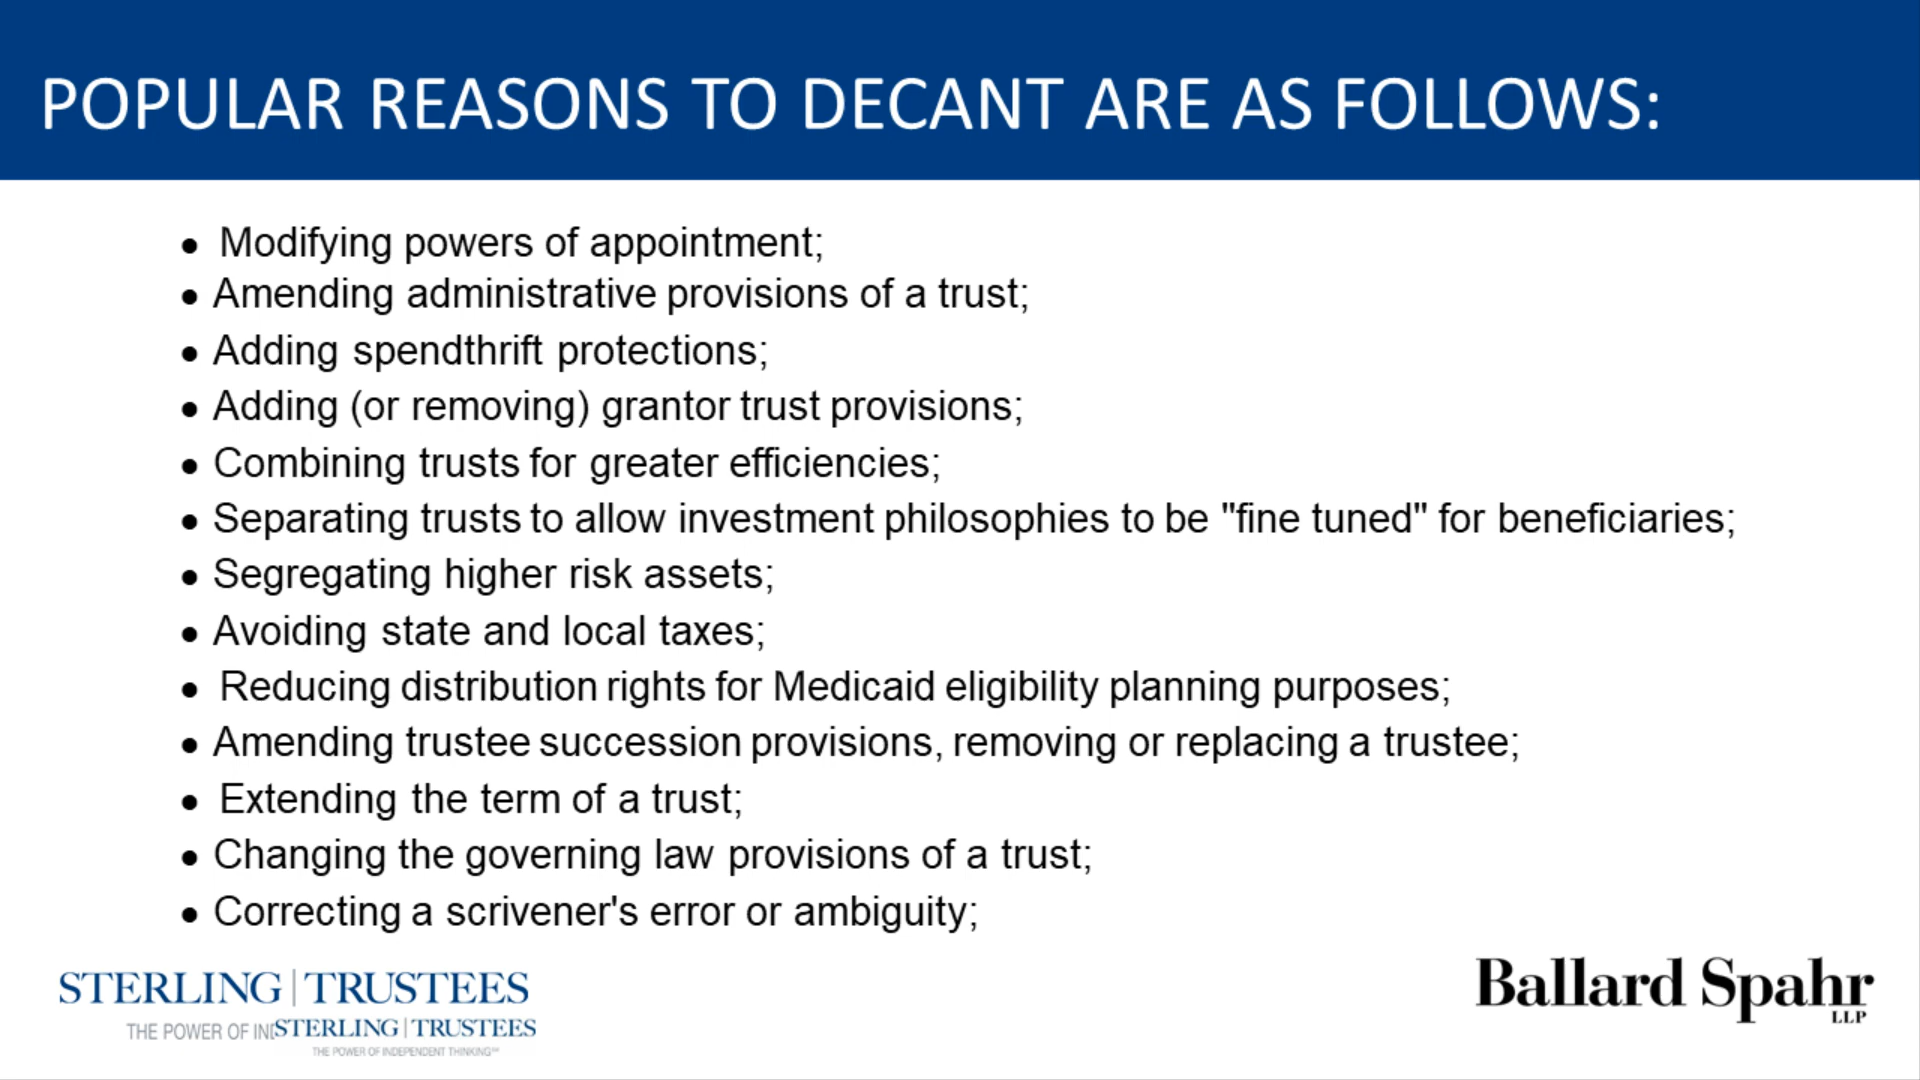 POPULAR REASONS TO DECANT ARE AS FOLLOWS:
• Modifying powers of appointment;
• Amending administrative provisions of a trust;
• Adding spendthrift protections;
• Adding (or removing) grantor trust provisions;
• Combining trusts for greater efficiencies;
• Separating trusts to allow investment philosophies to be "fine tuned" for beneficiaries;
• Segregating higher risk assets;
• Avoiding state and local taxes;
• Reducing distribution rights for Medicaid eligibility planning purposes;
• Amending trustee succession provisions, removing or replacing a trustee;
• Extending the term of a trust;
• Changing the governing law provisions of a trust;
• Correcting a scrivener's error or ambiguity;
STERLING | TRUSTEES
THE POWER OF IN
STERLING | TRUSTEES
THE POWER OF INDEPENDENT THINKING℠
Ballard Spahr
LLP